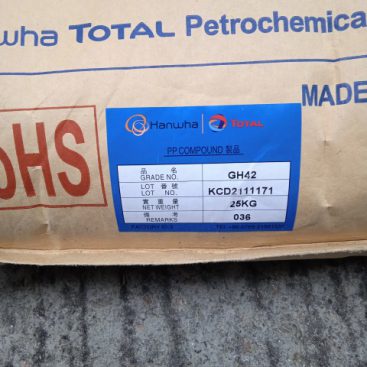 nwha TOTAL Petrochemica
MADE
oHS
Hanwha TOTAL
PP COMPOUND 製品
品 名
GRADE NO. GH42
LOT 番號
LOT NO. KCD2111171
實 重 量
NET WEIGHT 25KG
備 考
REMARKS 036